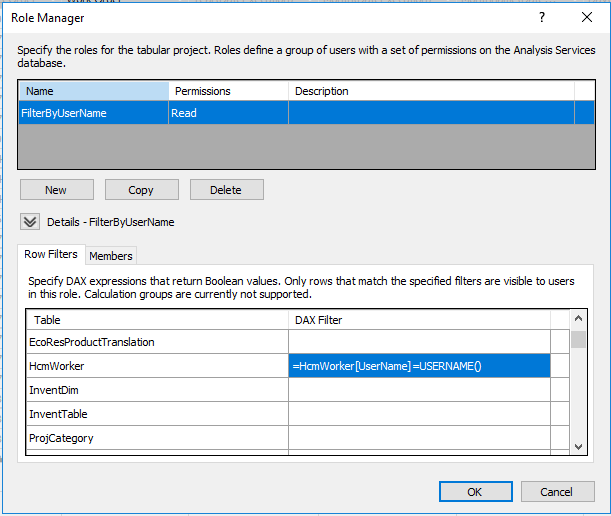 Role Manager
?
Specify the roles for the tabular project. Roles define a group of users with a set of permissions on the Analysis Services
database.
Name Permissions Description
FilterByUserName Read
New Copy Delete
Details - FilterByUserName
Row Filters Members
Specify DAX expressions that return Boolean values. Only rows that match the specified filters are visible to users
in this role. Calculation groups are currently not supported.
Table DAX Filter
EcoResProductTranslation
HcmWorker =HcmWorker[UserName]=USERNAME()
InventDim
InventTable
ProjCategory
OK Cancel